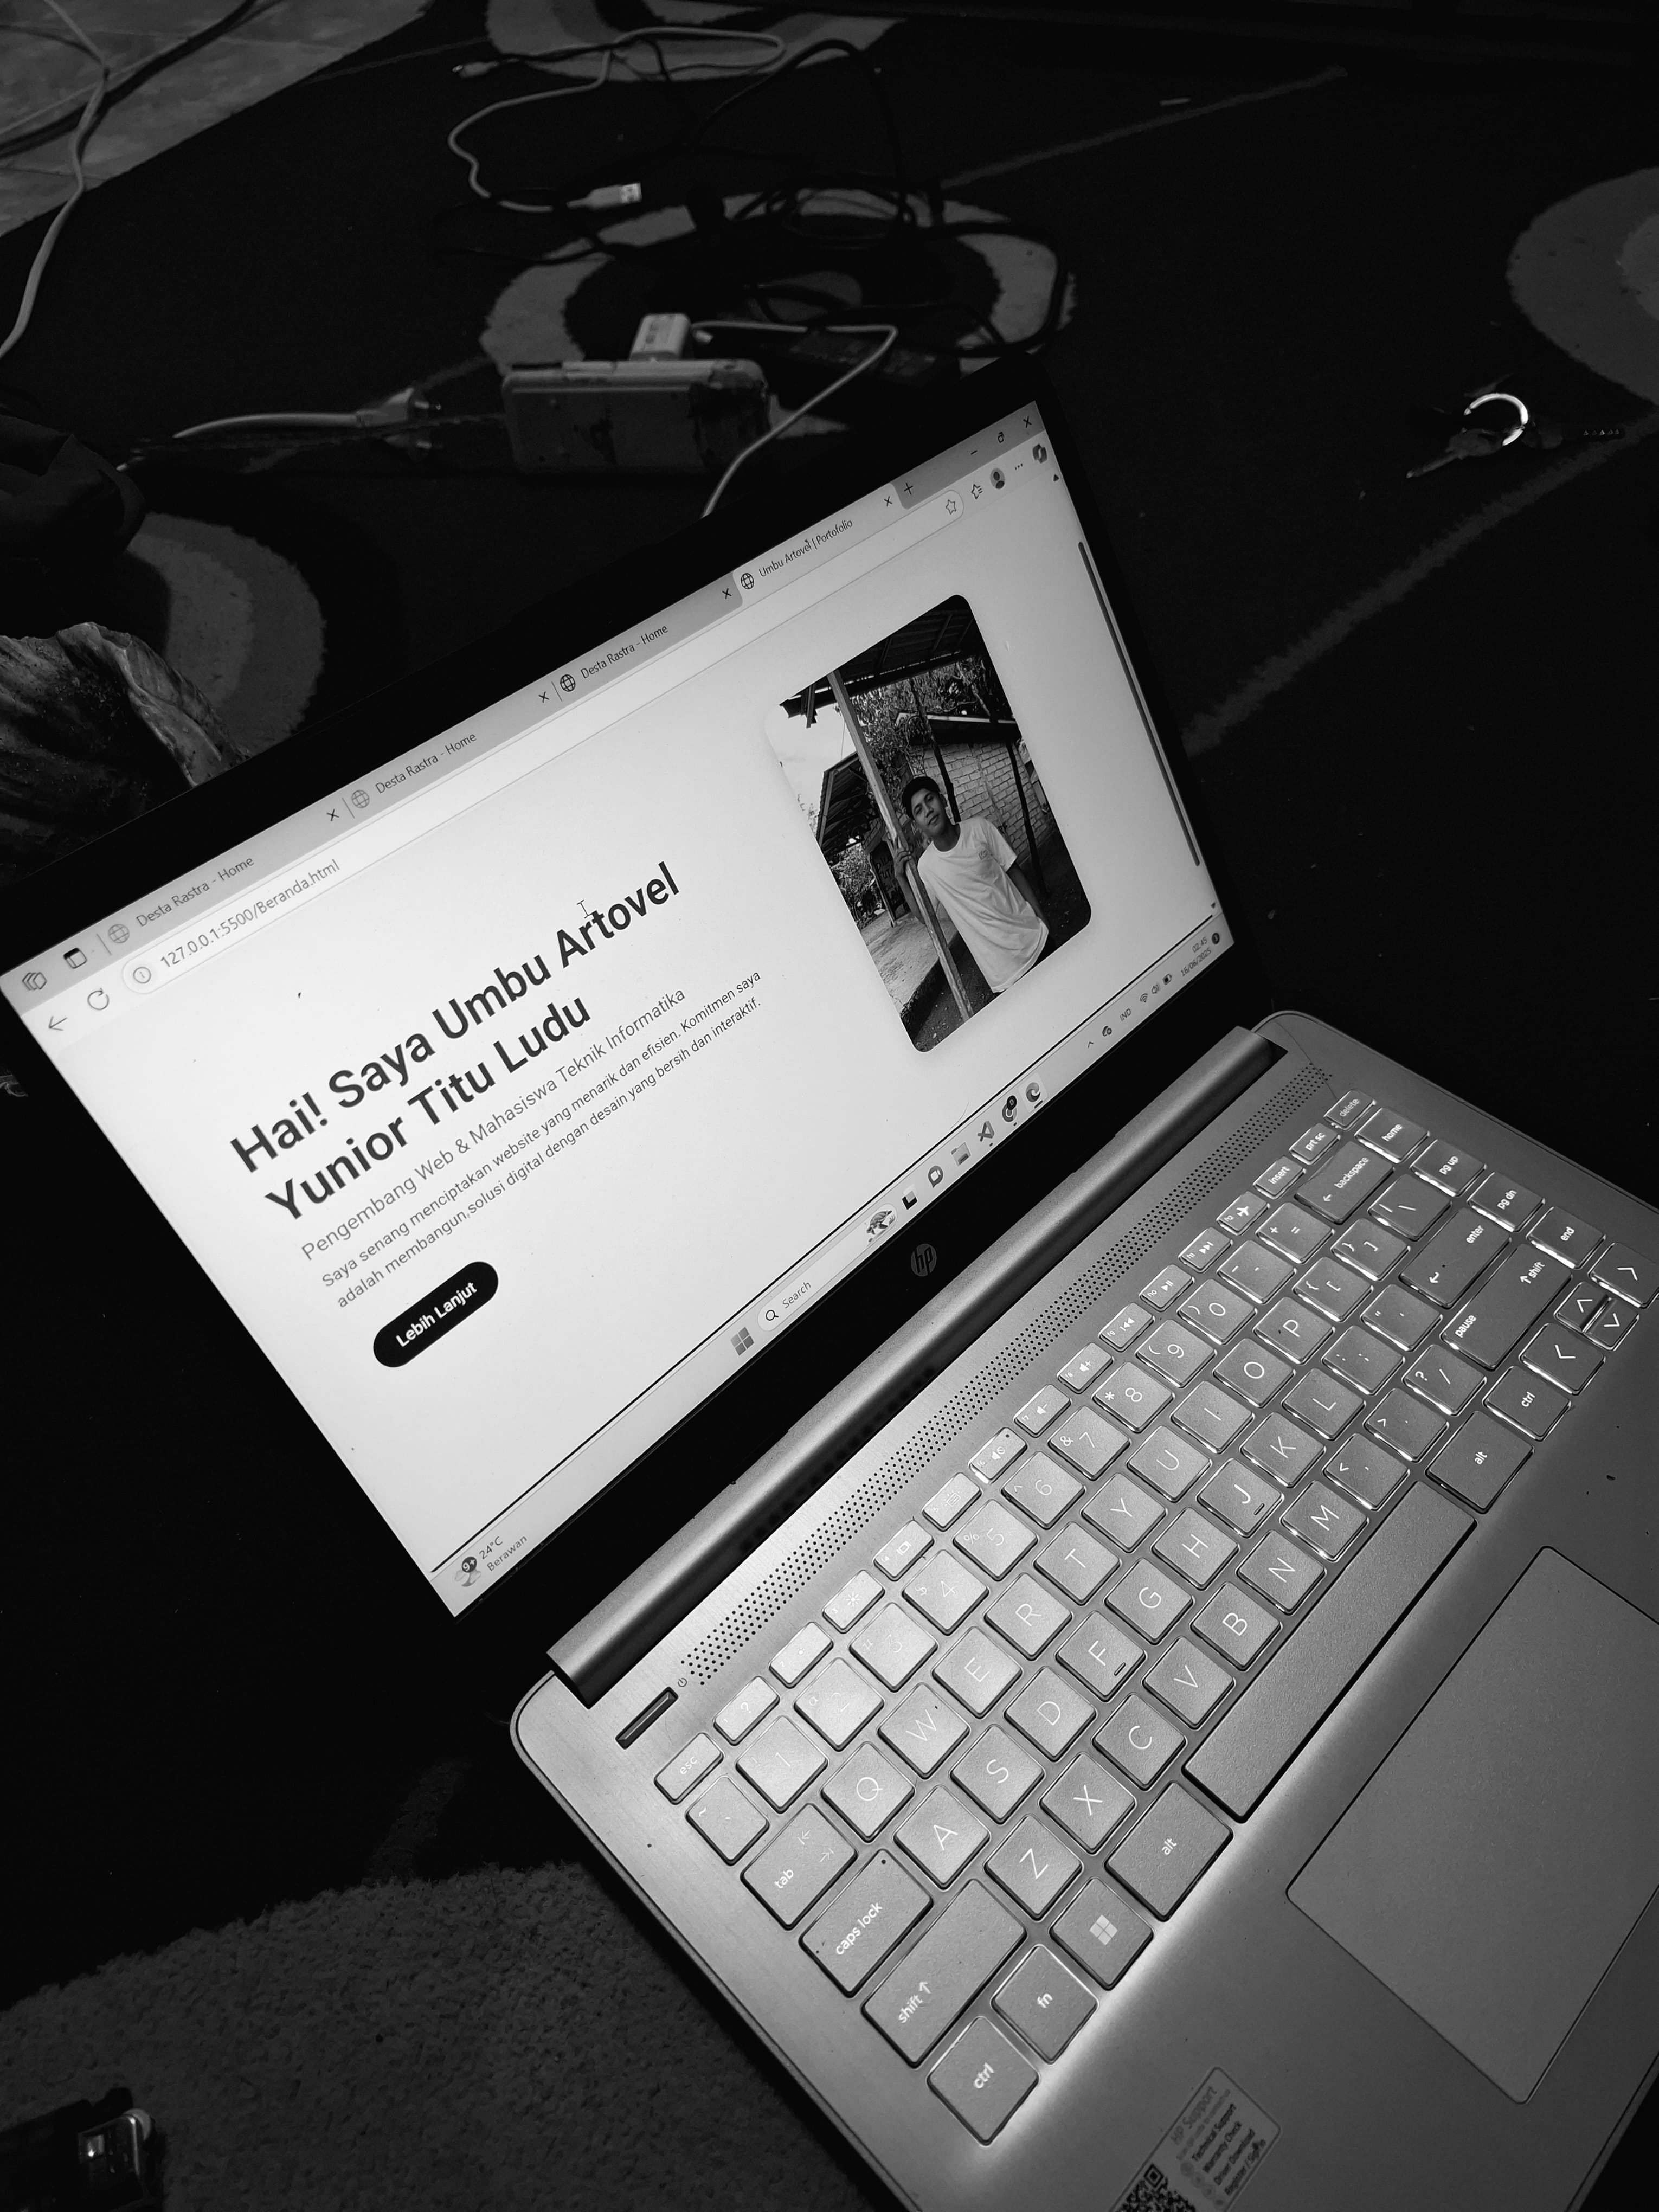 Desta Rastra - Home
Desta Rastra - Home
Desta Rastra - Home
Umbu Artovel | Portofolio
127.0.0.1:5500/Beranda.html
Hai! Saya Umbu Artovel
Yunior Titu Ludu
Pengembang Web & Mahasiswa Teknik Informatika
Saya senang menciptakan website yang menarik dan efisien. Komitmen saya
adalah membangun,solusi digital dengan desain yang bersih dan interaktif.
Lebih Lanjut
24°C
Berawan
Search
IND
02:45
16/06/2025
hp
esc
insert
prt sc
delete
~ `
1
2
3
4
% 5
^ 6
& 7
* 8
( 9
) 0
- -
+ =
backspace
home
tab
Q W E R T Y U I O P { [ } ] | \
pg up
caps lock
A S D F G H J K L : ; " '
enter
pg dn
shift
Z X C V B N M < , > . ? /
shift
pause
end
ctrl
fn
alt
alt
ctrl
HP Support
Technical Support
Warranty Check
Driver Download